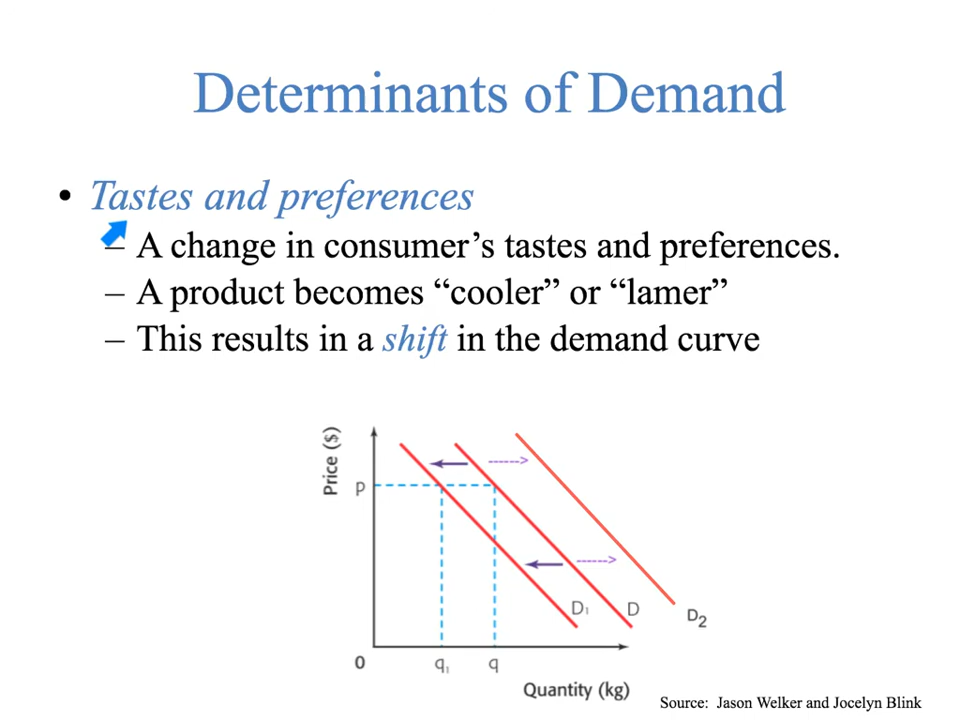 Determinants of Demand
• Tastes and preferences
– A change in consumer’s tastes and preferences.
– A product becomes “cooler” or “lamer”
– This results in a shift in the demand curve
Price ($)
p
D₁
D
D₂
0
q₁
q
Quantity (kg)
Source: Jason Welker and Jocelyn Blink